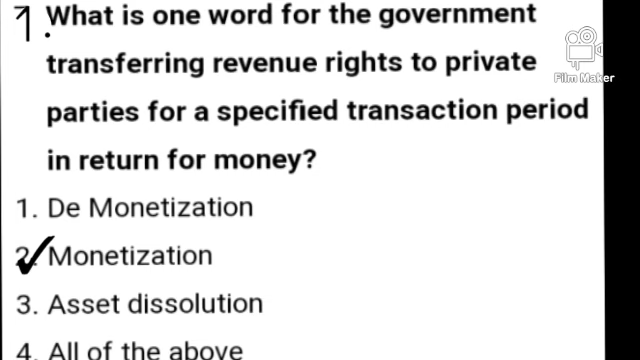 1. What is one word for the government
transferring revenue rights to private
parties for a specified transaction period
in return for money?
Film Maker
1. De Monetization
2. Monetization
3. Asset dissolution
4. All of the above